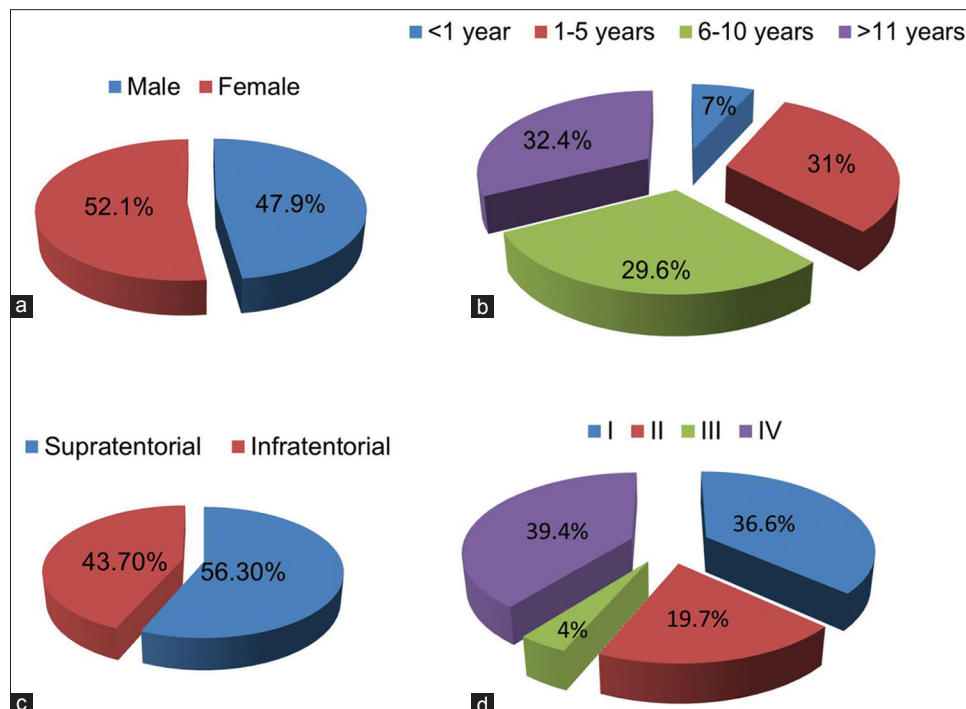 Male Female
52.1% 47.9%
a
<1 year 1-5 years 6-10 years >11 years
7%
32.4% 31%
29.6%
b
Supratentorial Infratentorial
43.70% 56.30%
c
I II III IV
39.4% 36.6%
4% 19.7%
d